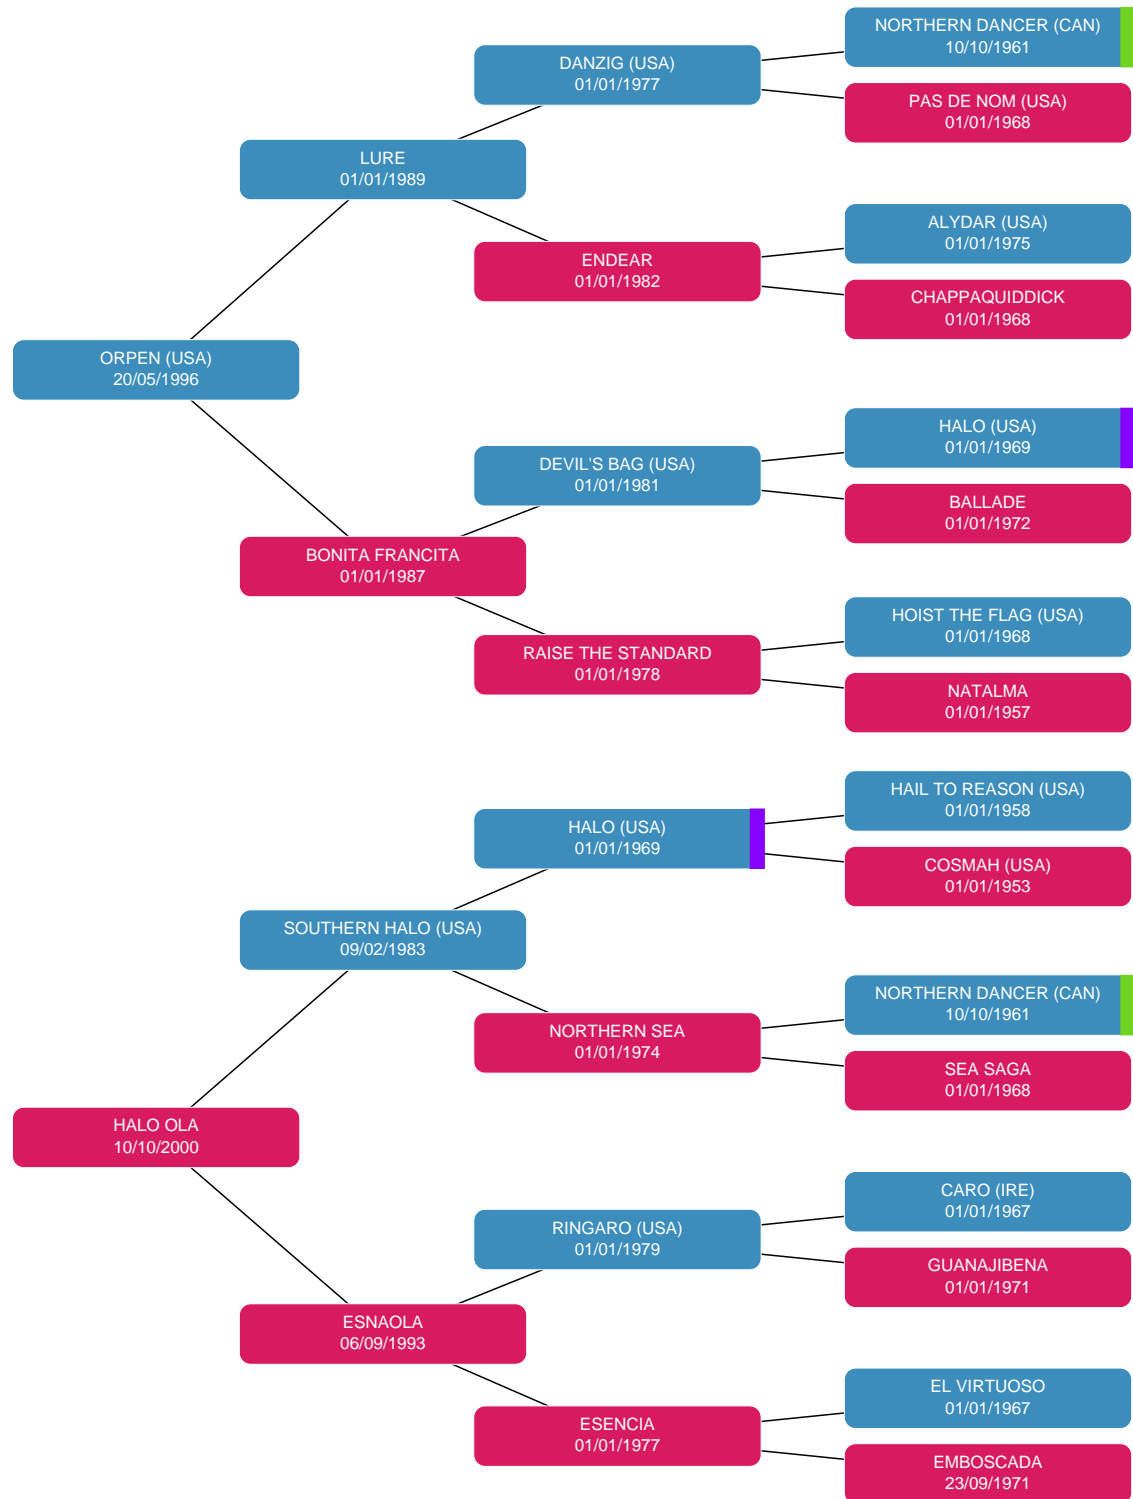 NORTHERN DANCER (CAN)
10/10/1961
DANZIG (USA)
01/01/1977
PAS DE NOM (USA)
01/01/1968
LURE
01/01/1989
ALYDAR (USA)
01/01/1975
ENDEAR
01/01/1982
CHAPPAQUIDDICK
01/01/1968
ORPEN (USA)
20/05/1996
HALO (USA)
01/01/1969
DEVIL'S BAG (USA)
01/01/1981
BALLADE
01/01/1972
BONITA FRANCITA
01/01/1987
HOIST THE FLAG (USA)
01/01/1968
RAISE THE STANDARD
01/01/1978
NATALMA
01/01/1957
HAIL TO REASON (USA)
01/01/1958
HALO (USA)
01/01/1969
COSMAH (USA)
01/01/1953
SOUTHERN HALO (USA)
09/02/1983
NORTHERN DANCER (CAN)
10/10/1961
NORTHERN SEA
01/01/1974
SEA SAGA
01/01/1968
HALO OLA
10/10/2000
CARO (IRE)
01/01/1967
RINGARO (USA)
01/01/1979
GUANAJIBENA
01/01/1971
ESNAOLA
06/09/1993
EL VIRTUOSO
01/01/1967
ESENCIA
01/01/1977
EMBOSCADA
23/09/1971